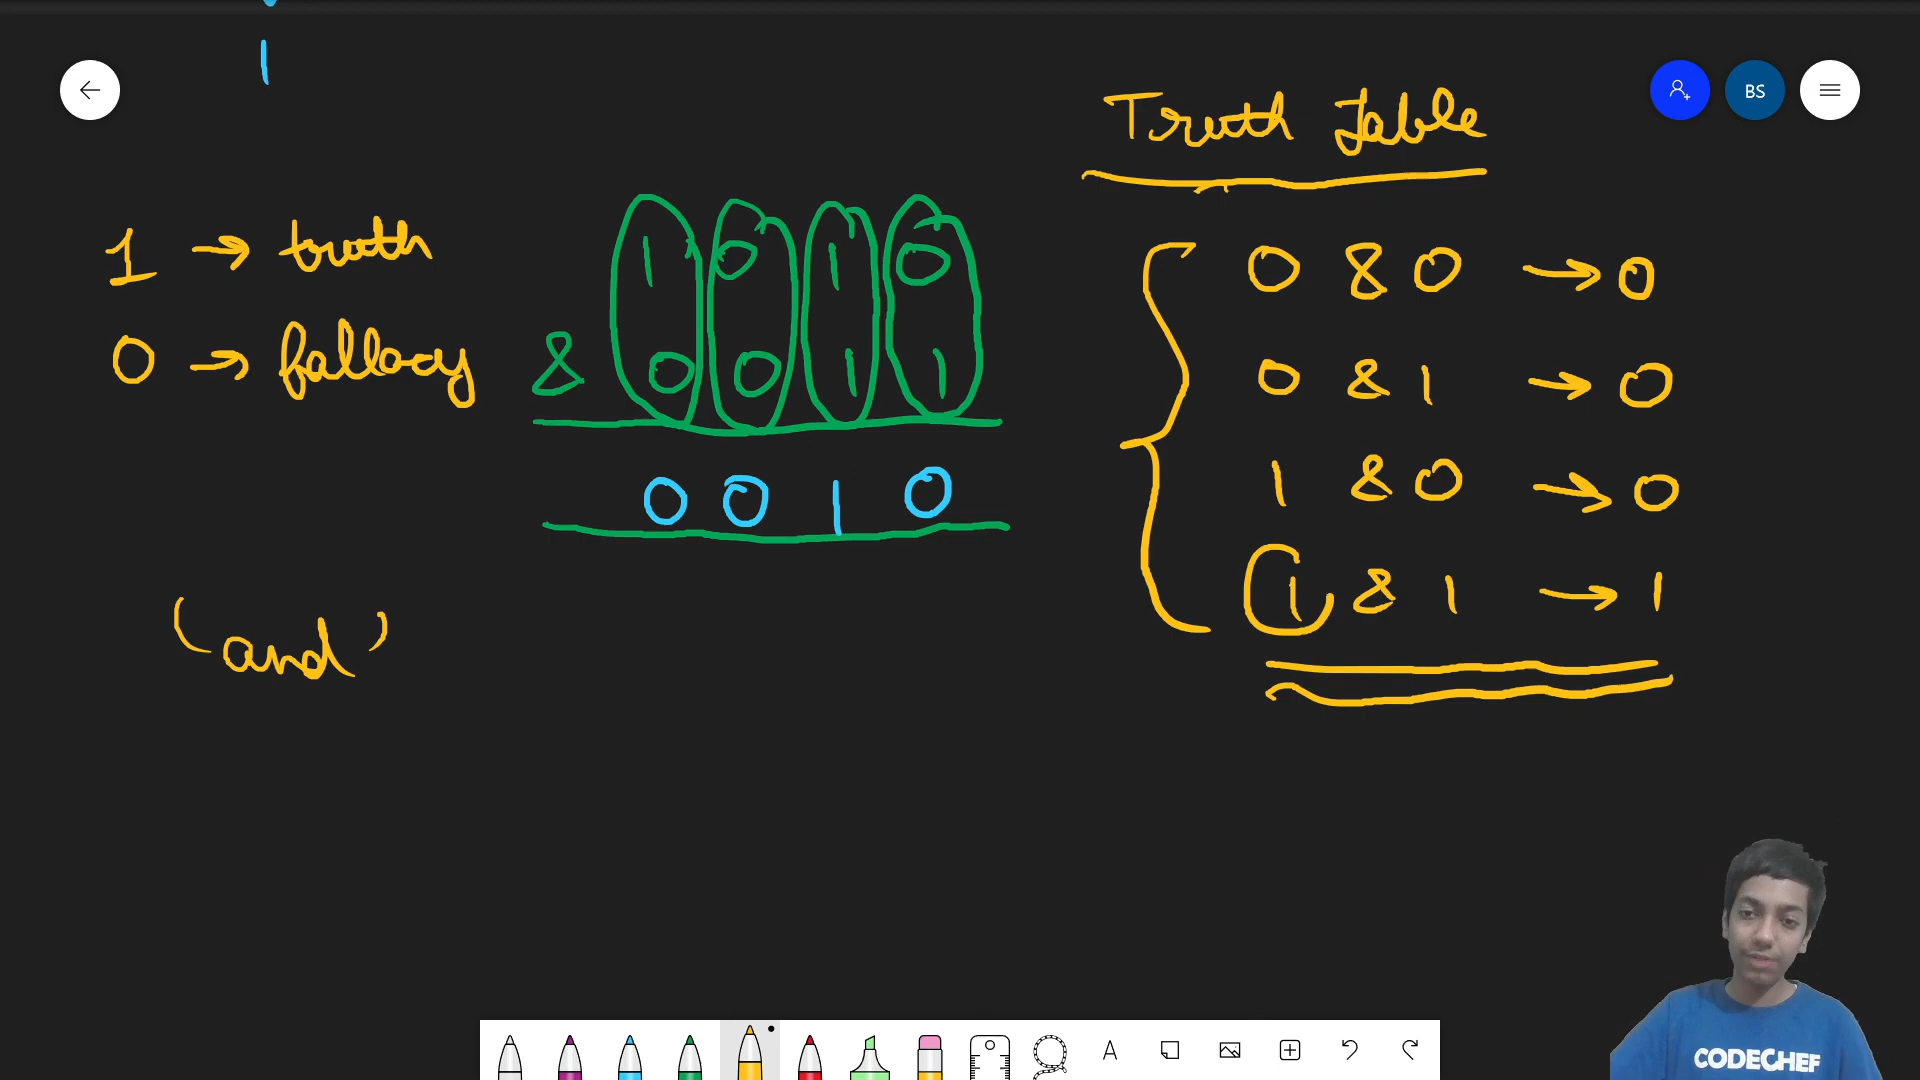 1
Truth Table
1 → truth
0 → fallacy
1 0 1 0
& 0 0 1 1
0 0 1 0
'and'
0 & 0 → 0
0 & 1 → 0
1 & 0 → 0
1 & 1 → 1
BS
A
CODECHEF